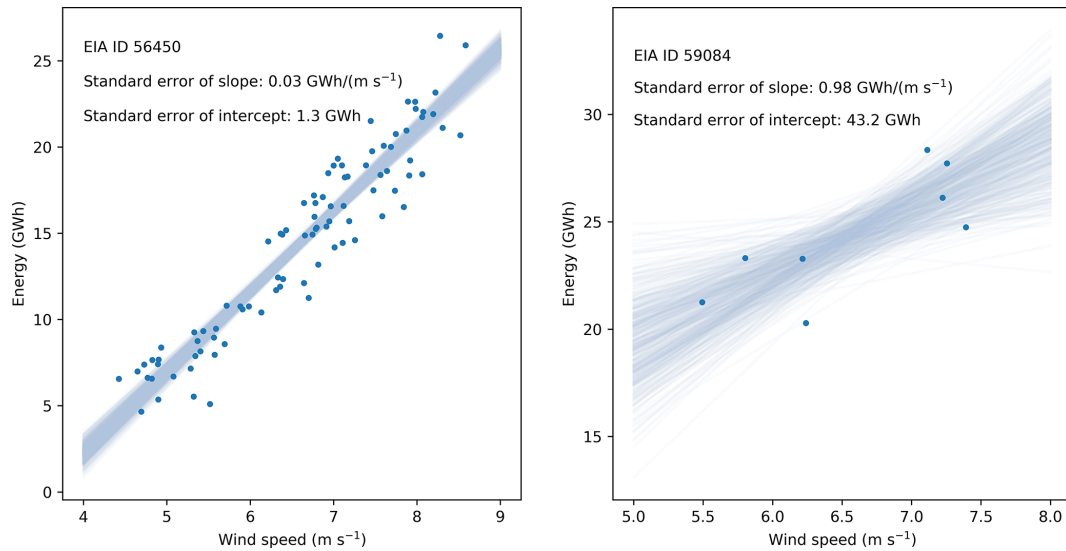 EIA ID 56450
Standard error of slope: 0.03 GWh/(m s⁻¹)
Standard error of intercept: 1.3 GWh
Energy (GWh)
25
20
15
10
5
0
4 5 6 7 8 9
Wind speed (m s⁻¹)
EIA ID 59084
Standard error of slope: 0.98 GWh/(m s⁻¹)
Standard error of intercept: 43.2 GWh
Energy (GWh)
30
25
20
15
5.0 5.5 6.0 6.5 7.0 7.5 8.0
Wind speed (m s⁻¹)